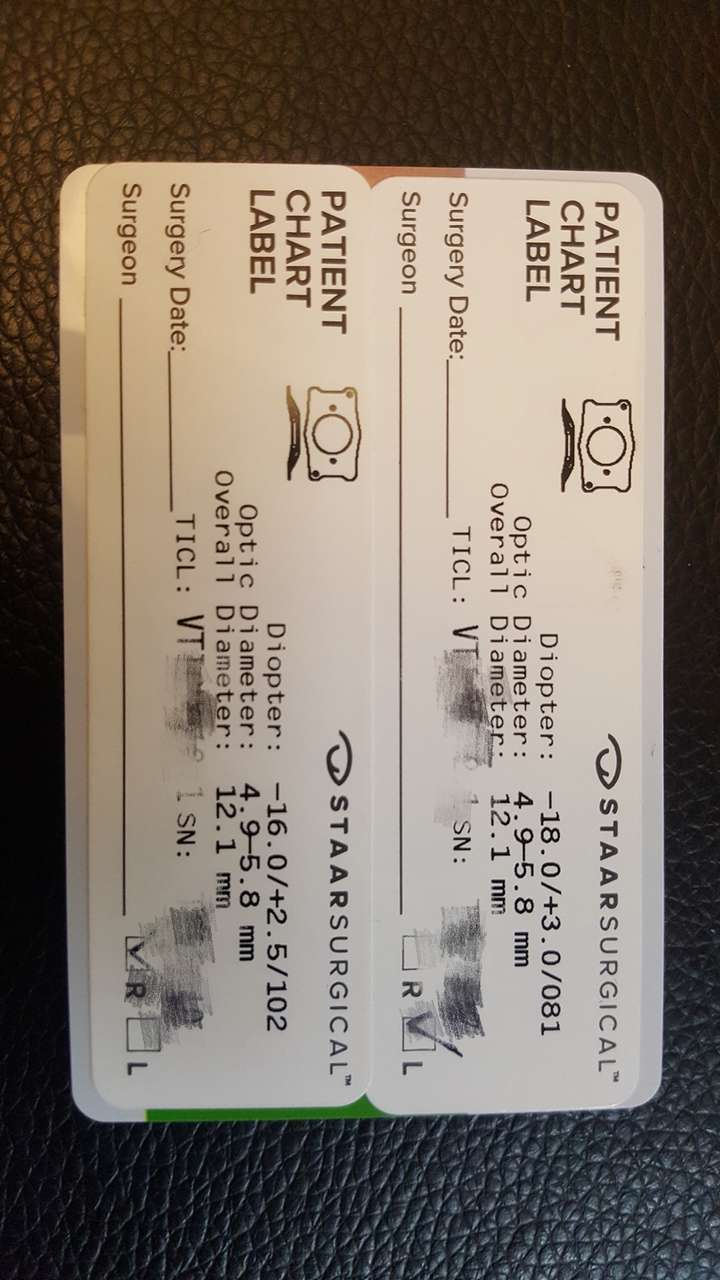 PATIENT
CHART
LABEL
STAARSURGICAL™
Diopter: −18.0/+3.0/081
Optic Diameter: 4.9–5.8 mm
Overall Diameter: 12.1 mm
TICL: VT 1 SN:
Surgery Date:
Surgeon
R L
PATIENT
CHART
LABEL
STAARSURGICAL™
Diopter: −16.0/+2.5/102
Optic Diameter: 4.9–5.8 mm
Overall Diameter: 12.1 mm
TICL: VT 1 SN:
Surgery Date:
Surgeon
R L